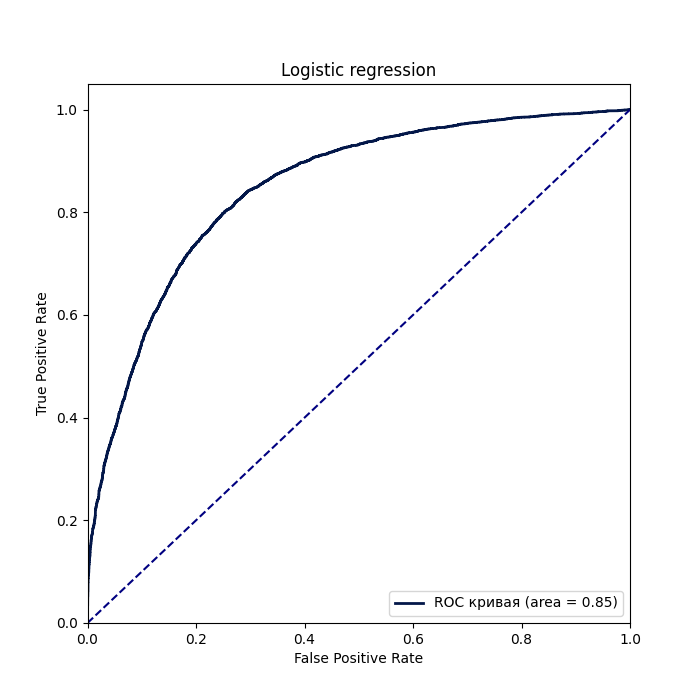 Logistic regression
True Positive Rate
1.0
0.8
0.6
0.4
0.2
0.0
0.0 0.2 0.4 0.6 0.8 1.0
False Positive Rate
ROC кривая (area = 0.85)